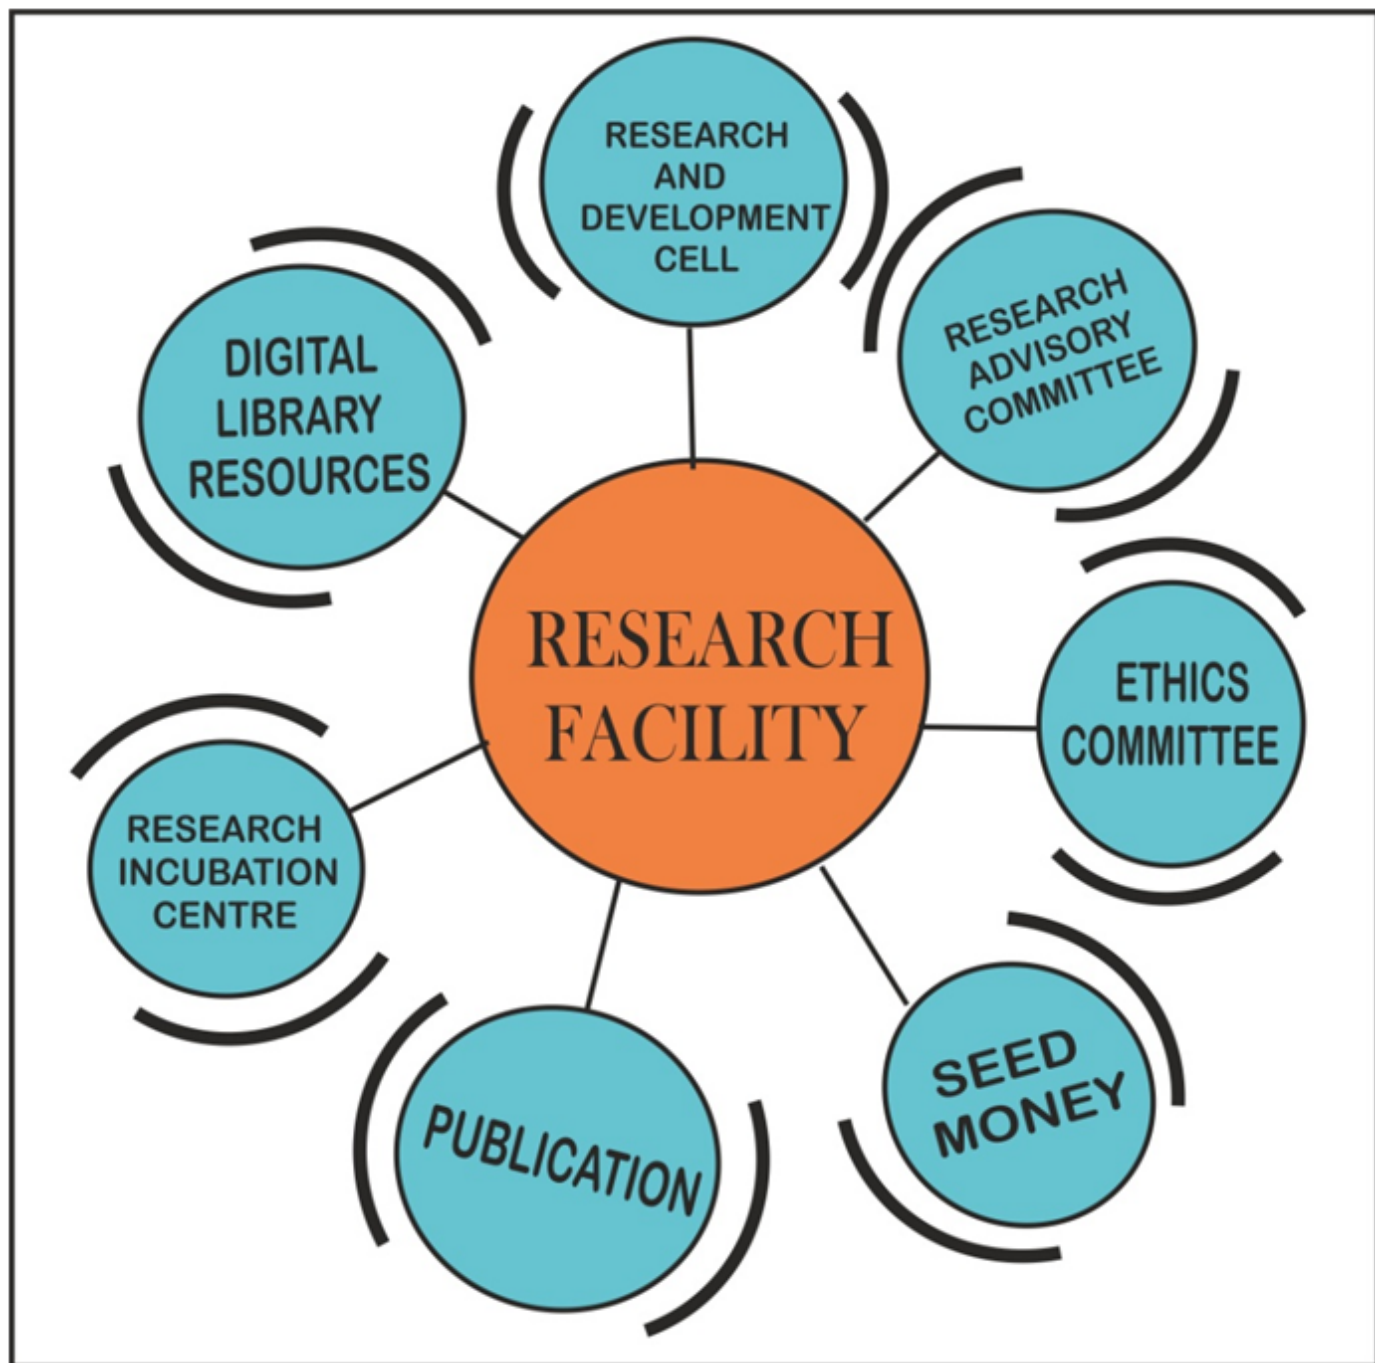 RESEARCH
AND
DEVELOPMENT
CELL
RESEARCH
ADVISORY
COMMITTEE
DIGITAL
LIBRARY
RESOURCES
RESEARCH
FACILITY
ETHICS
COMMITTEE
RESEARCH
INCUBATION
CENTRE
SEED
MONEY
PUBLICATION